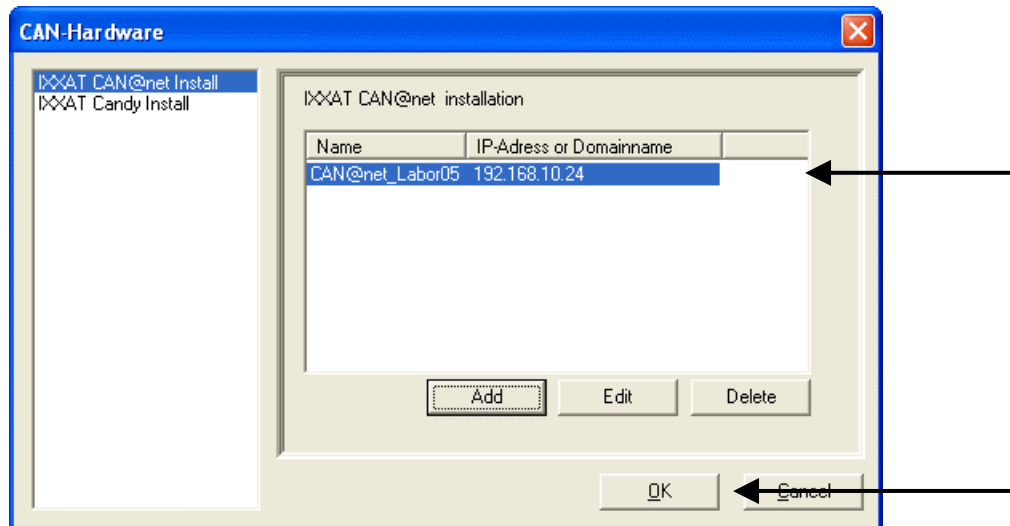 CAN-Hardware
IXXAT CAN@net Install
IXXAT Candy Install
IXXAT CAN@net installation
Name IP-Adress or Domainname
CAN@net_Labor05 192.168.10.24
Add Edit Delete
OK Cancel